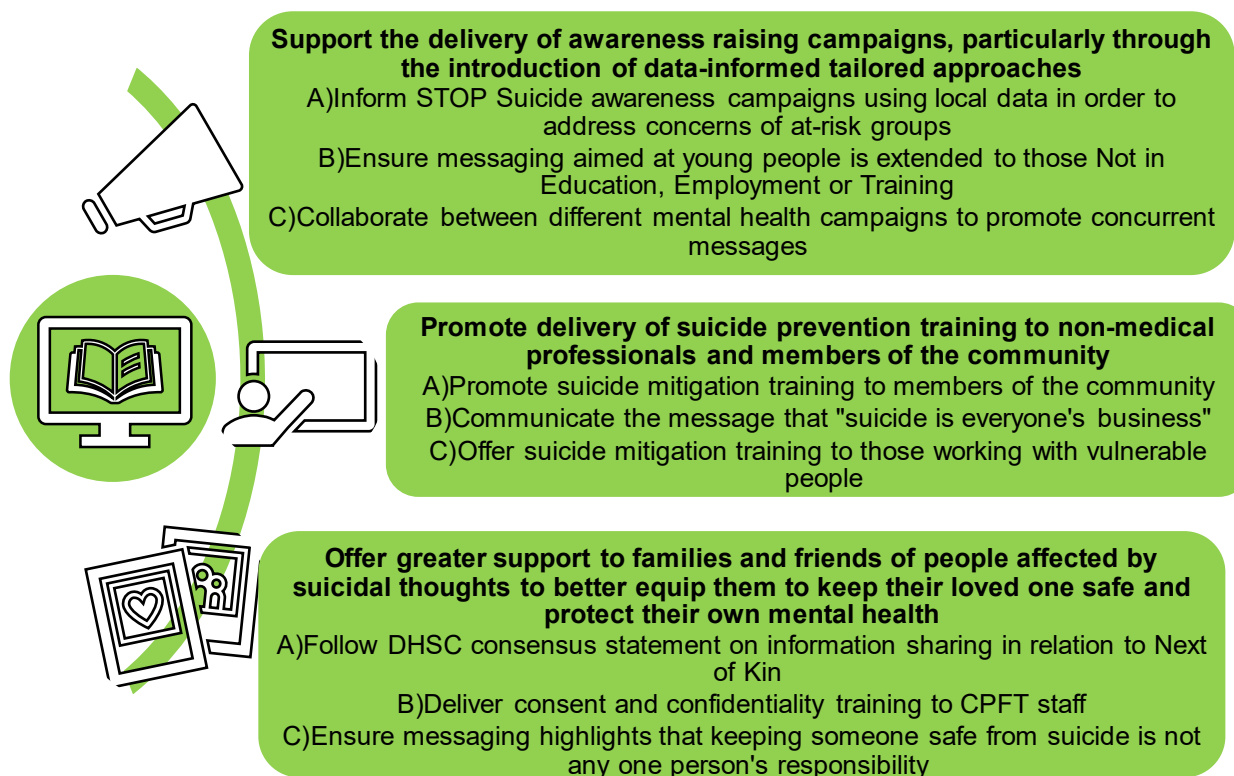 Support the delivery of awareness raising campaigns, particularly through
the introduction of data-informed tailored approaches
A)Inform STOP Suicide awareness campaigns using local data in order to
address concerns of at-risk groups
B)Ensure messaging aimed at young people is extended to those Not in
Education, Employment or Training
C)Collaborate between different mental health campaigns to promote concurrent
messages
Promote delivery of suicide prevention training to non-medical
professionals and members of the community
A)Promote suicide mitigation training to members of the community
B)Communicate the message that "suicide is everyone's business"
C)Offer suicide mitigation training to those working with vulnerable
people
Offer greater support to families and friends of people affected by
suicidal thoughts to better equip them to keep their loved one safe and
protect their own mental health
A)Follow DHSC consensus statement on information sharing in relation to Next
of Kin
B)Deliver consent and confidentiality training to CPFT staff
C)Ensure messaging highlights that keeping someone safe from suicide is not
any one person's responsibility